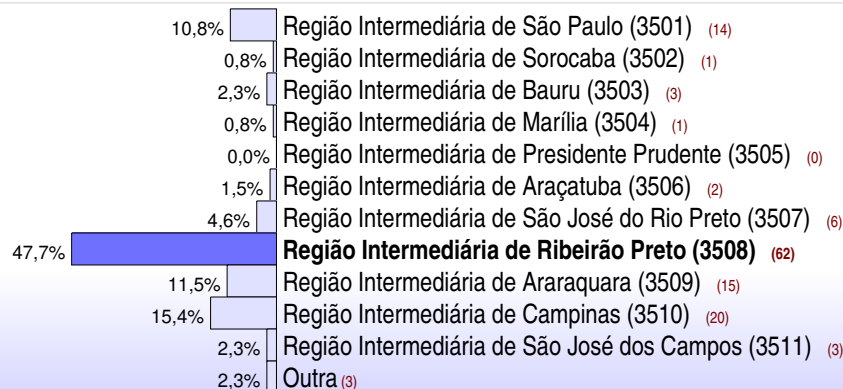 10,8% Região Intermediária de São Paulo (3501) (14)
0,8% Região Intermediária de Sorocaba (3502) (1)
2,3% Região Intermediária de Bauru (3503) (3)
0,8% Região Intermediária de Marília (3504) (1)
0,0% Região Intermediária de Presidente Prudente (3505) (0)
1,5% Região Intermediária de Araçatuba (3506) (2)
4,6% Região Intermediária de São José do Rio Preto (3507) (6)
47,7% Região Intermediária de Ribeirão Preto (3508) (62)
11,5% Região Intermediária de Araraquara (3509) (15)
15,4% Região Intermediária de Campinas (3510) (20)
2,3% Região Intermediária de São José dos Campos (3511) (3)
2,3% Outra (3)